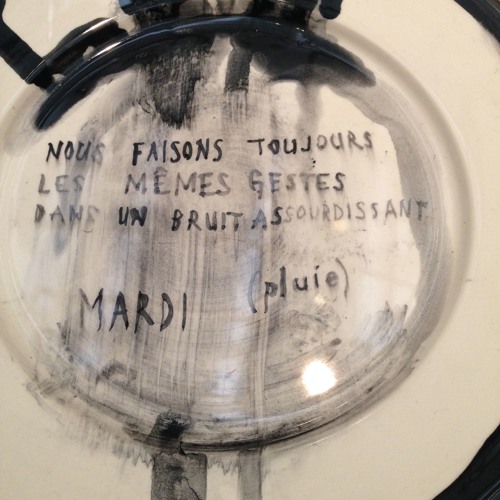 NOUS FAISONS TOUJOURS
LES MÊMES GESTES
DANS UN BRUIT ASSOURDISSANT
MARDI (pluie)